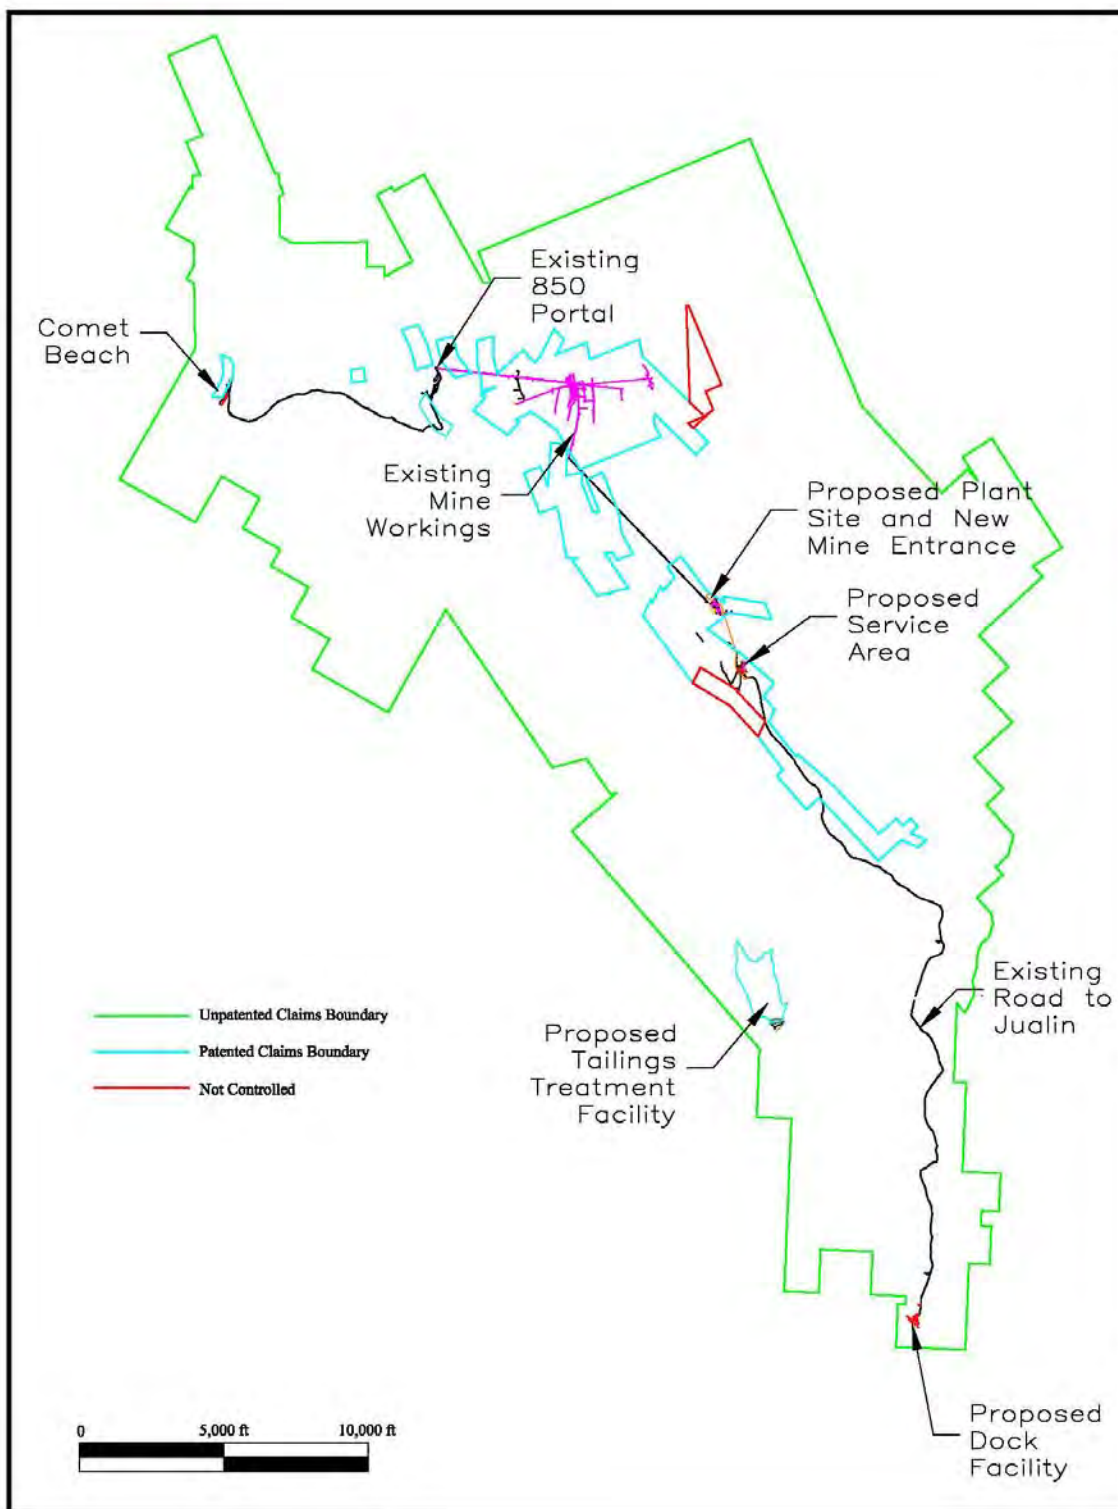 Existing
850
Portal
Comet
Beach
Existing
Mine
Workings
Proposed Plant
Site and New
Mine Entrance
Proposed
Service
Area
Existing
Road to
Jualin
Unpatented Claims Boundary
Patented Claims Boundary
Not Controlled
Proposed
Tailings
Treatment
Facility
0 5,000 ft 10,000 ft
Proposed
Dock
Facility